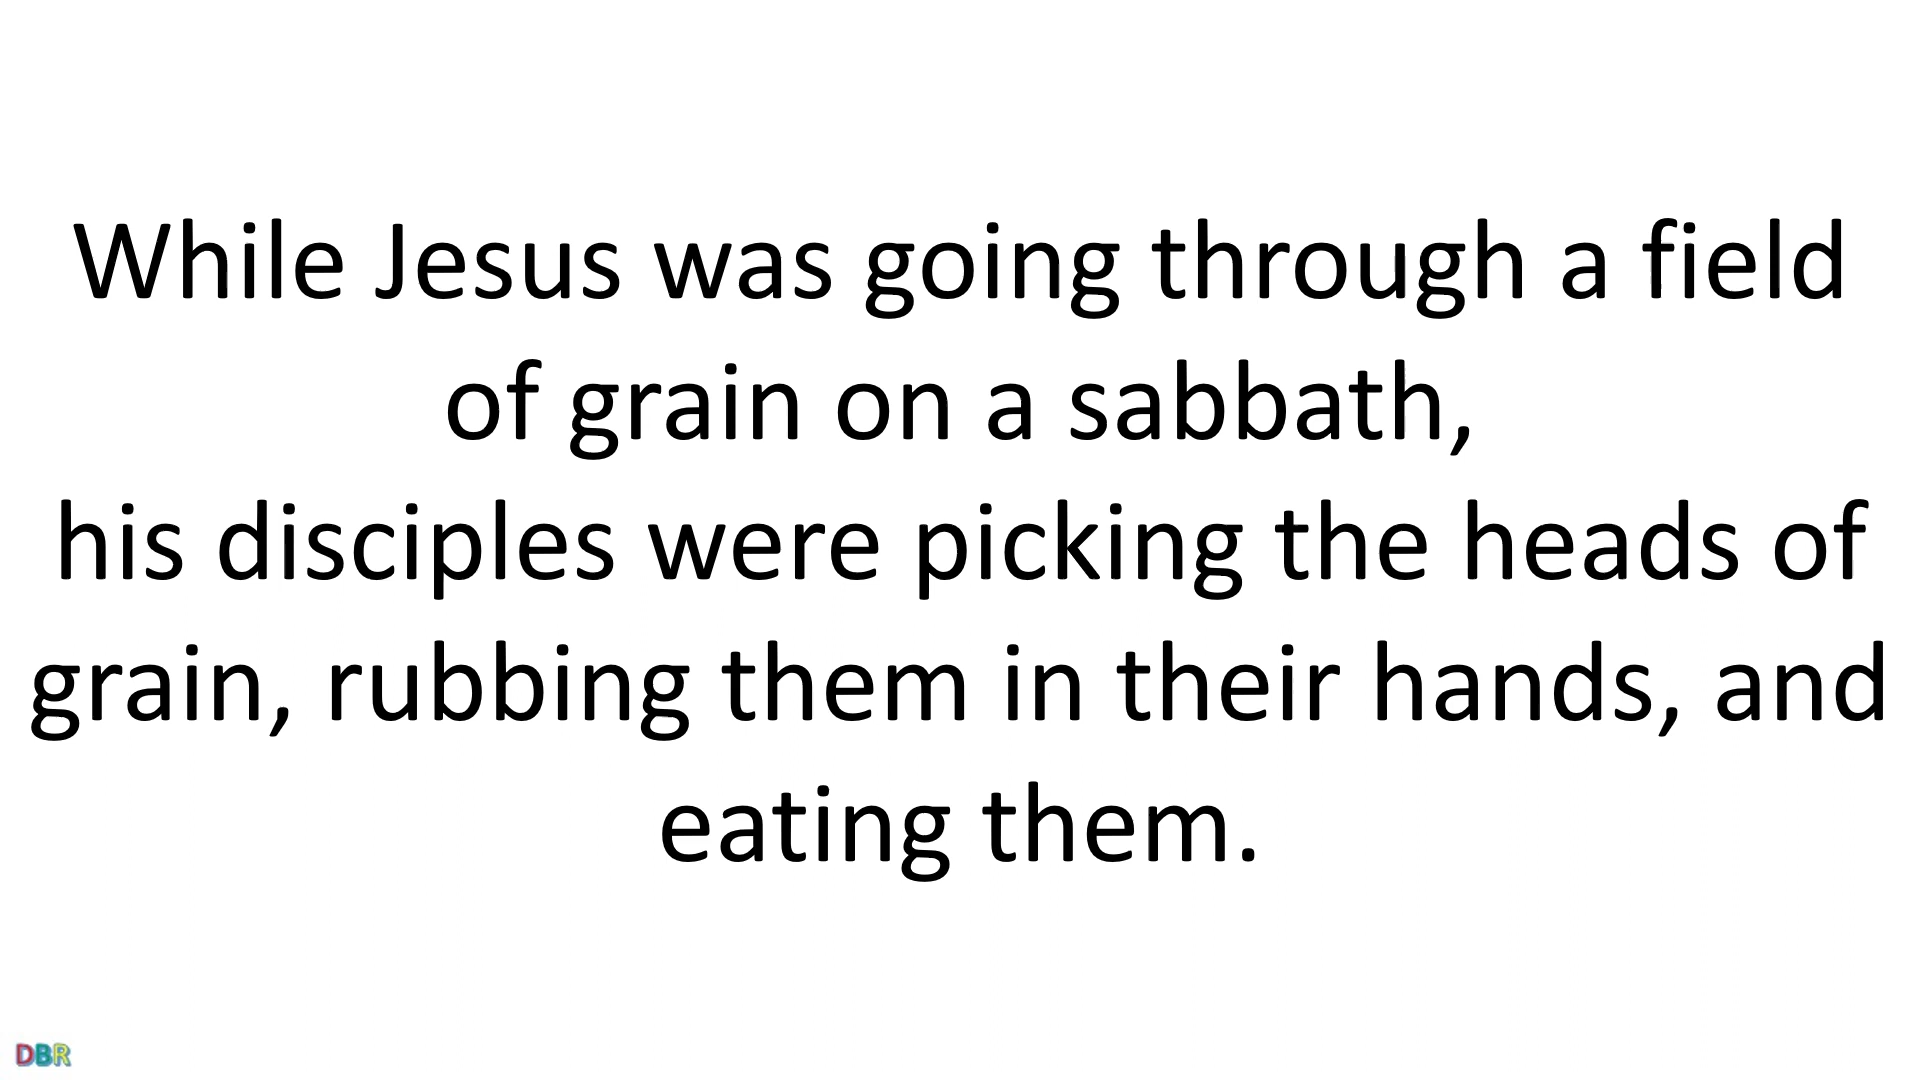 While Jesus was going through a field
of grain on a sabbath,
his disciples were picking the heads of
grain, rubbing them in their hands, and
eating them.
DBR